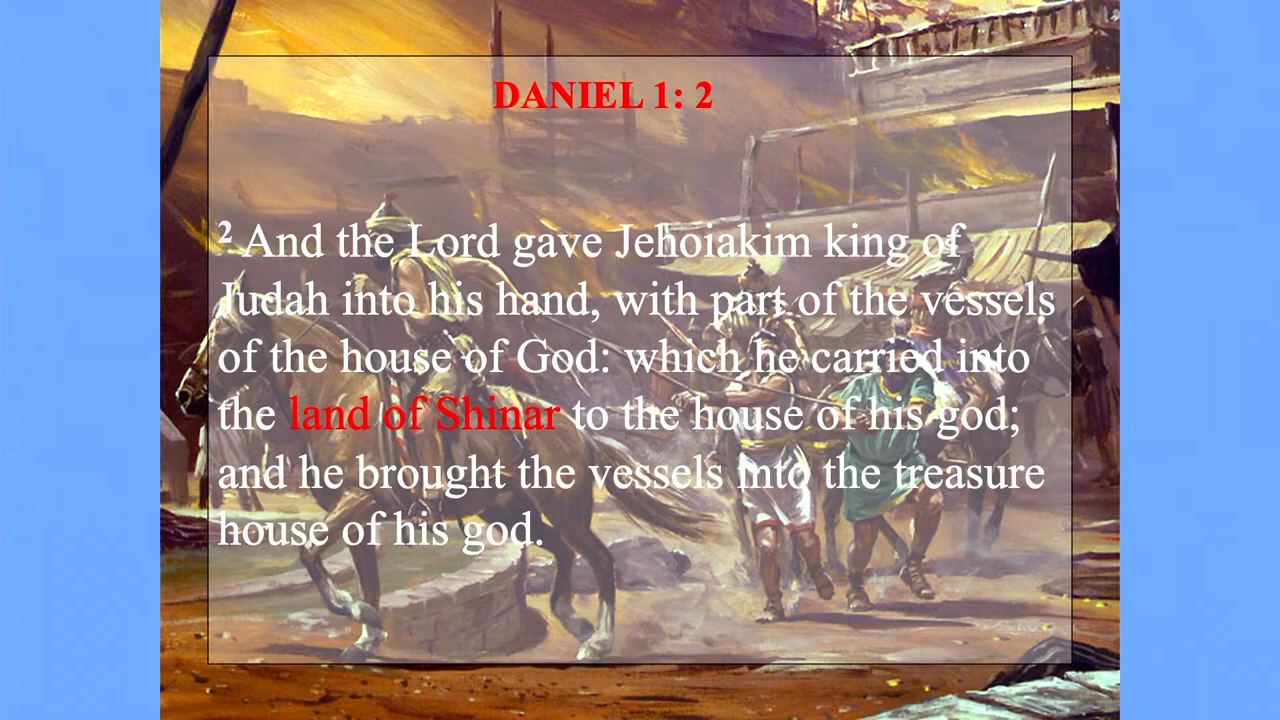 DANIEL 1: 2
2 And the Lord gave Jehoiakim king of
Judah into his hand, with part of the vessels
of the house of God: which he carried into
the land of Shinar to the house of his god;
and he brought the vessels into the treasure
house of his god.